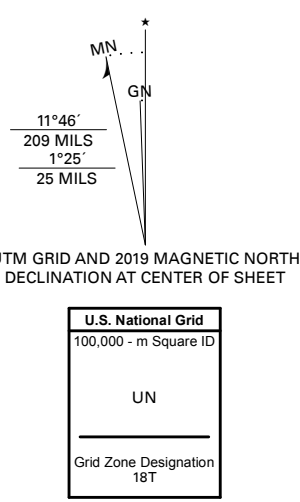 ★
MN
GN
11°46´
209 MILS
1°25´
25 MILS
UTM GRID AND 2019 MAGNETIC NORTH
DECLINATION AT CENTER OF SHEET
U.S. National Grid
100,000 - m Square ID
UN
Grid Zone Designation
18T